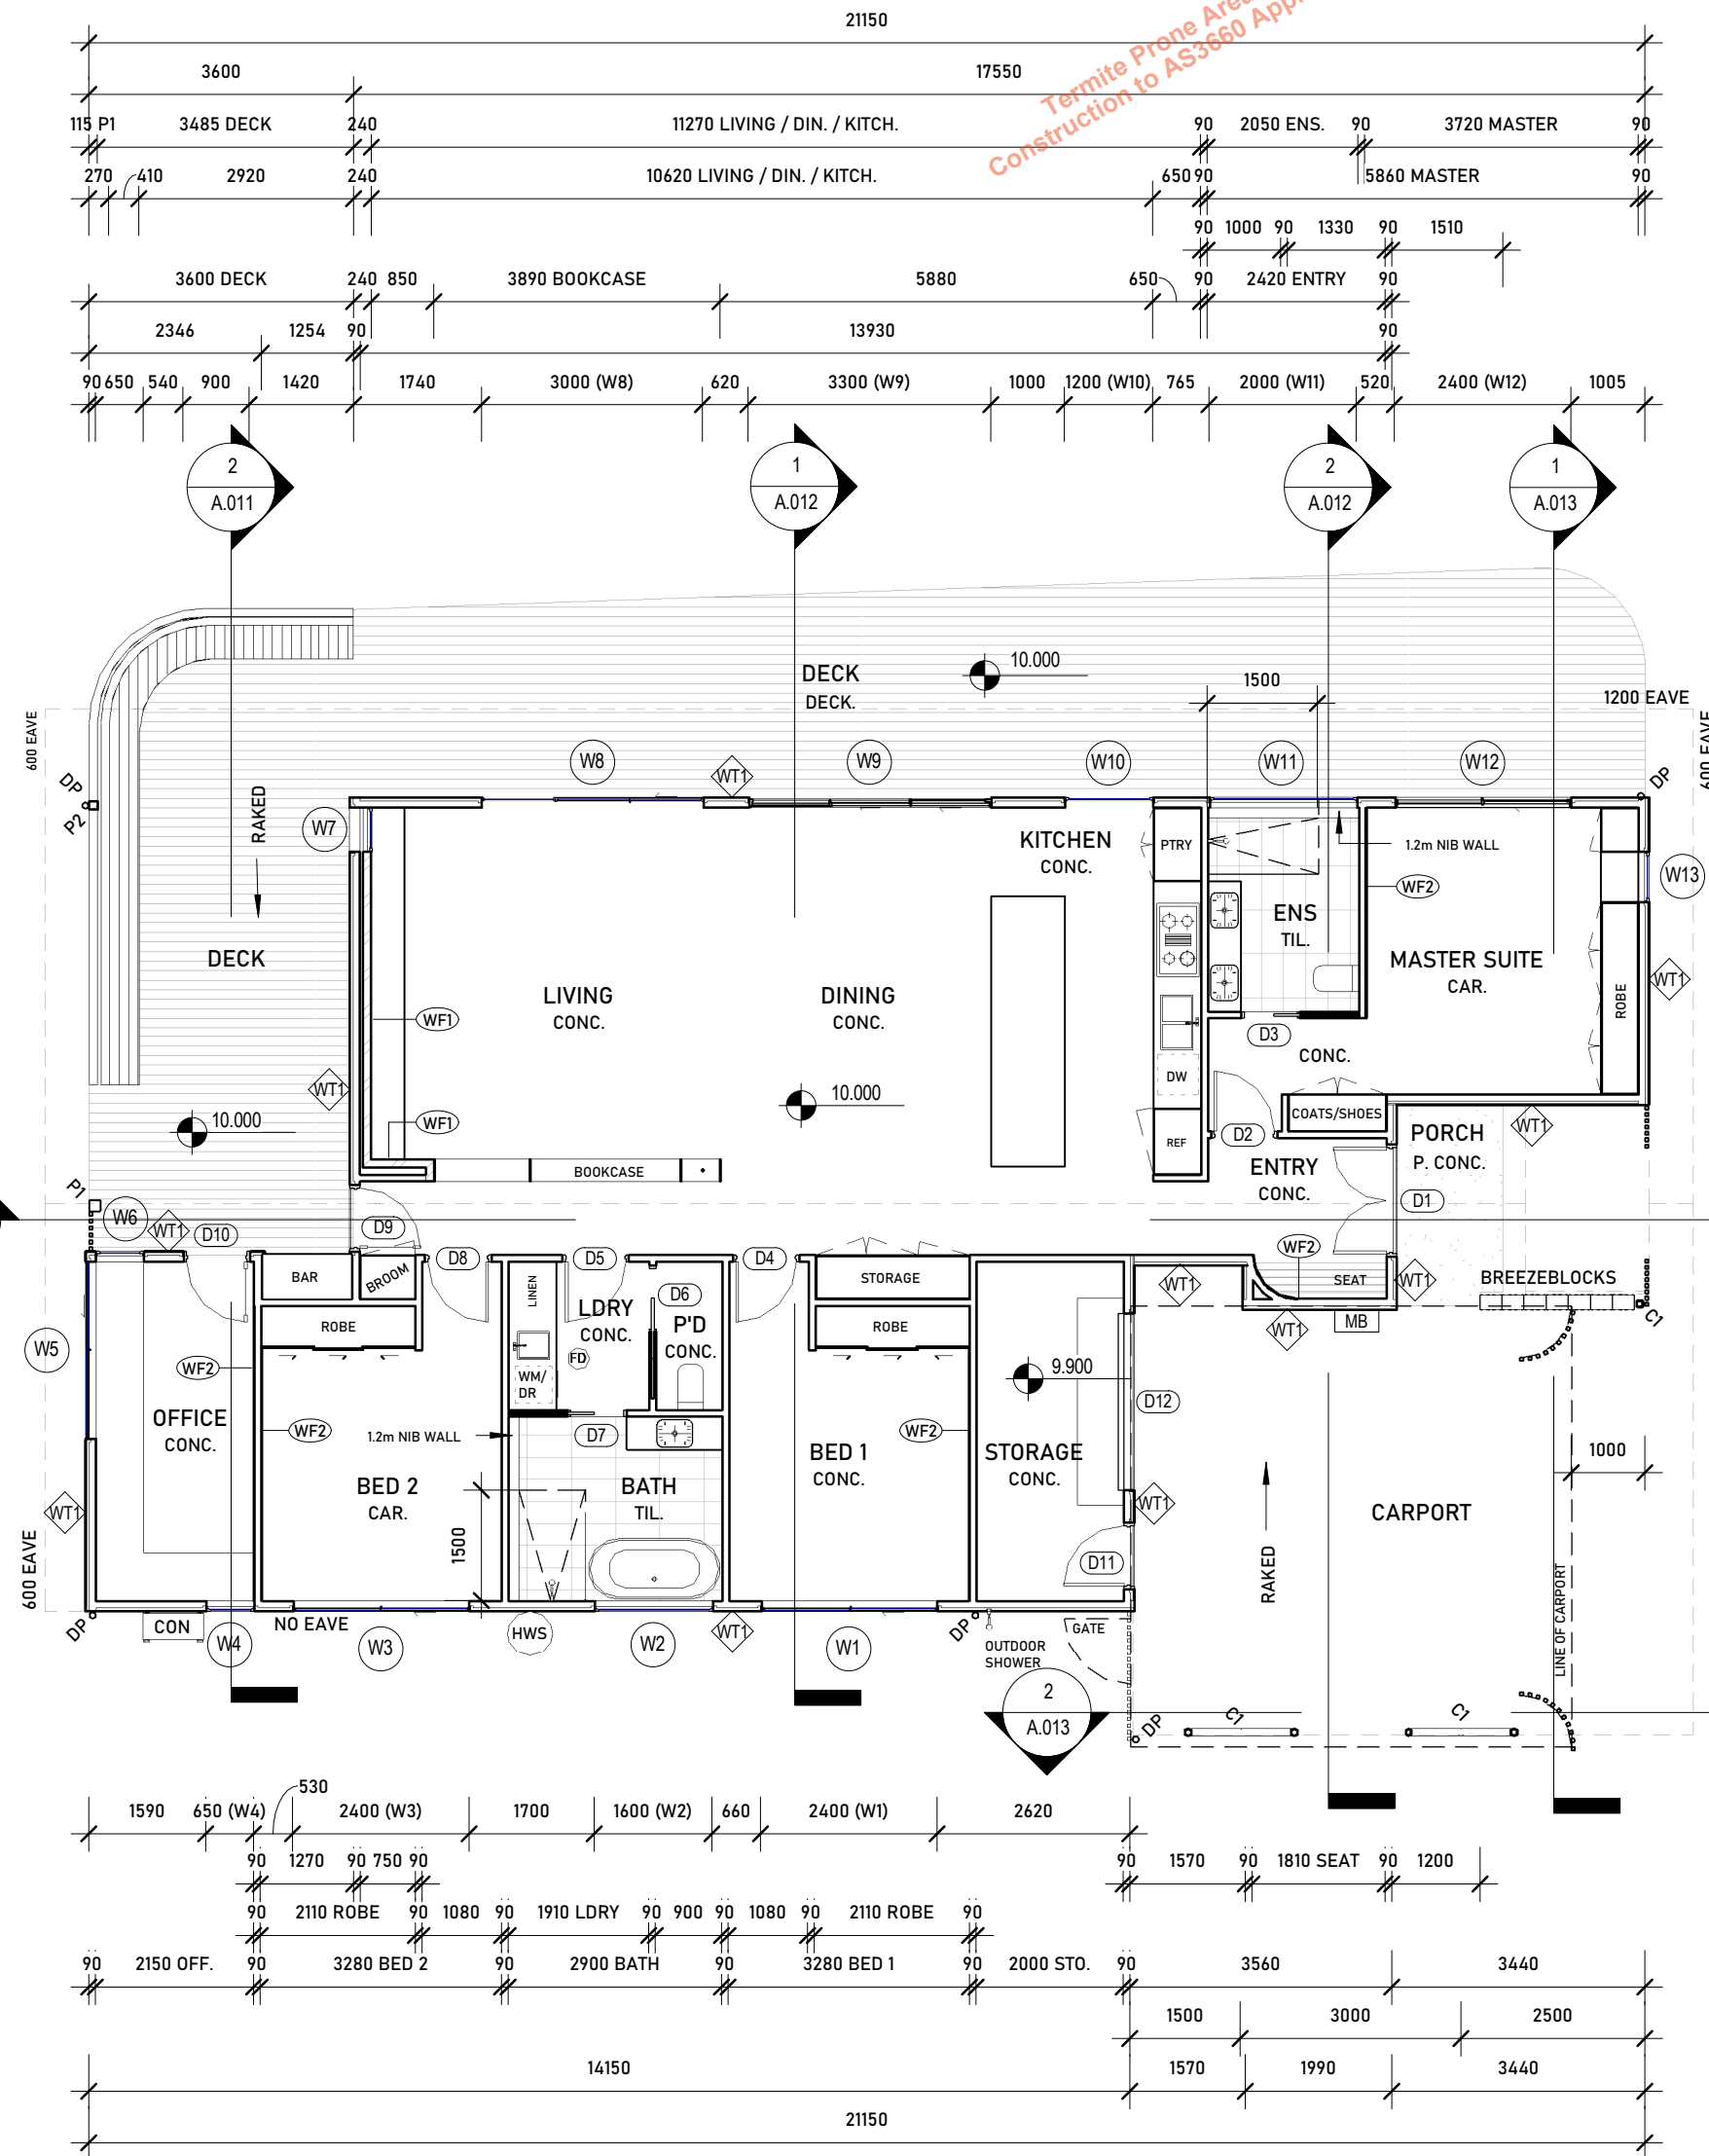 21150
Termite Prone Area
Construction to AS3660
3600 17550
115 P1 3485 DECK 240 11270 LIVING / DIN. / KITCH. 90 2050 ENS. 90 3720 MASTER 90
270 410 2920 240 10620 LIVING / DIN. / KITCH. 650 90 5860 MASTER 90
90 1000 90 1330 90 1510
3600 DECK 240 850 3890 BOOKCASE 5880 650 90 2420 ENTRY 90
2346 1254 90 13930 90
90 650 540 900 1420 1740 3000 (W8) 620 3300 (W9) 1000 1200 (W10) 765 2000 (W11) 520 2400 (W12) 1005
2 1 2 1
A.011 A.012 A.012 A.013
DECK 10.000
DECK.
1500
1200 EAVE
600 EAVE
600 EAVE
W8 WT1 W9 W10 W11 W12
DP
DP
P2
RAKED
W7
KITCHEN
CONC.
PTRY
1.2m NIB WALL
WF2
W13
ENS
TIL.
DECK
MASTER SUITE
CAR.
WT1
ROBE
LIVING
CONC.
DINING
CONC.
WF1
D3
CONC.
DW
WT1
10.000
10.000
WF1
COATS/SHOES
REF
D2
PORCH
P. CONC.
WT1
BOOKCASE
ENTRY
CONC.
D1
P1
W6
WT1
D10
D9
D8
D5
D4
WF2
BAR
BROOM
LINEN
LDRY
CONC.
D6
STORAGE
WT1
SEAT
WT1
BREEZEBLOCKS
C1
ROBE
P'D
CONC.
ROBE
WT1
MB
W5
WF2
FD
WM/
DR
9.900
D12
OFFICE
CONC.
WF2
1.2m NIB WALL
D7
WF2
BED 1
CONC.
STORAGE
CONC.
1000
BED 2
CAR.
BATH
TIL.
WT1
CARPORT
WT1
1500
600 EAVE
D11
RAKED
LINE OF CARPORT
DP
CON
W4
NO EAVE
W3
HWS
W2
WT1
W1
DP
OUTDOOR
SHOWER
GATE
2
A.013
DP
C1
C1
530
1590 650 (W4) 2400 (W3) 1700 1600 (W2) 660 2400 (W1) 2620
90 1270 90 750 90 90 1570 90 1810 SEAT 90 1200
90 2110 ROBE 90 1080 90 1910 LDRY 90 900 90 1080 90 2110 ROBE 90
90 2150 OFF. 90 3280 BED 2 90 2900 BATH 90 3280 BED 1 90 2000 STO. 90 3560 3440
1500 3000 2500
14150 1570 1990 3440
21150